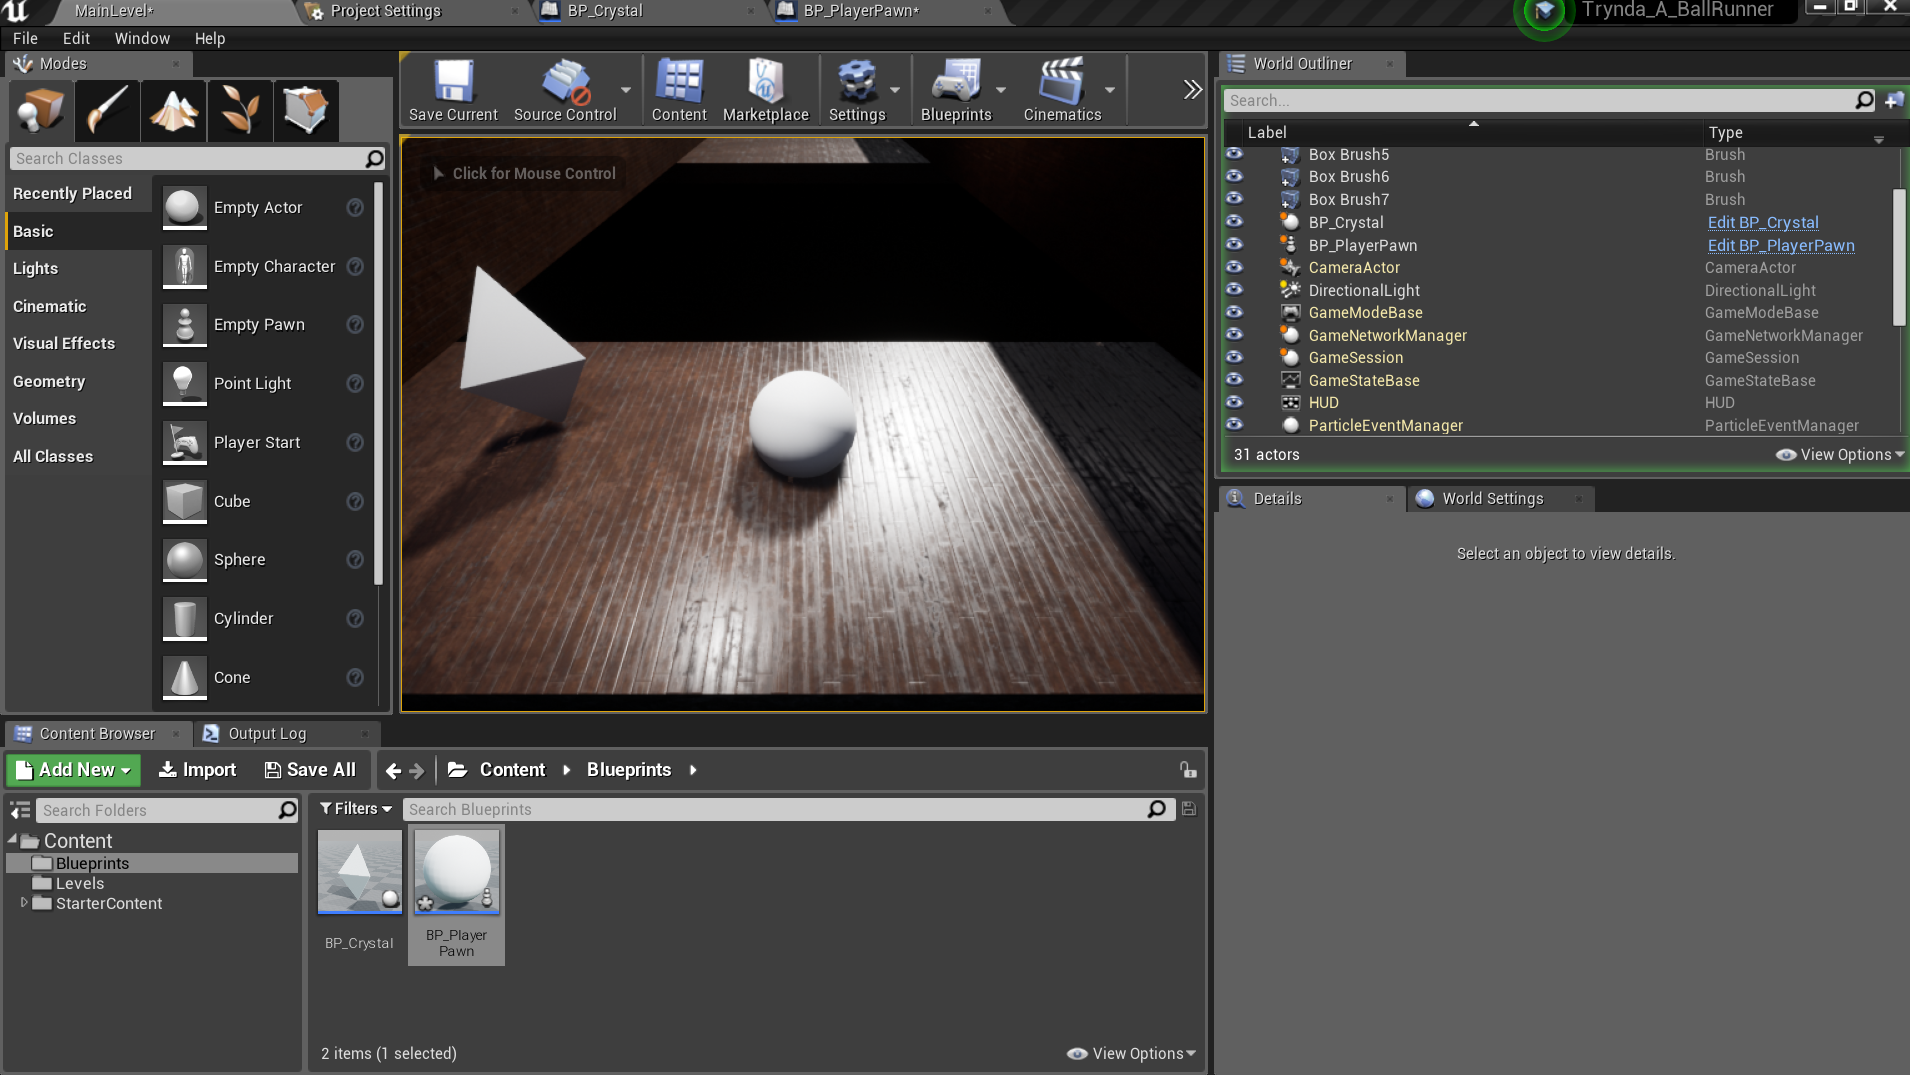 MainLevel*
Project Settings
BP_Crystal
BP_PlayerPawn*
Trynda_A_BallRunner
File Edit Window Help
Modes
Save Current
Source Control
Content
Marketplace
Settings
Blueprints
Cinematics
World Outliner
Search...
Label Type
Search Classes
Recently Placed
Basic
Lights
Cinematic
Visual Effects
Geometry
Volumes
All Classes
Empty Actor
Empty Character
Empty Pawn
Point Light
Player Start
Cube
Sphere
Cylinder
Cone
Click for Mouse Control
Box Brush5 Brush
Box Brush6 Brush
Box Brush7 Brush
BP_Crystal Edit BP_Crystal
BP_PlayerPawn Edit BP_PlayerPawn
CameraActor CameraActor
DirectionalLight DirectionalLight
GameModeBase GameModeBase
GameNetworkManager GameNetworkManager
GameSession GameSession
GameStateBase GameStateBase
HUD HUD
ParticleEventManager ParticleEventManager
31 actors View Options
Details
World Settings
Select an object to view details.
Content Browser
Output Log
Add New Import Save All Content Blueprints
Search Folders
Filters Search Blueprints
Content
Blueprints
Levels
StarterContent
BP_Crystal
BP_Player
Pawn
2 items (1 selected) View Options